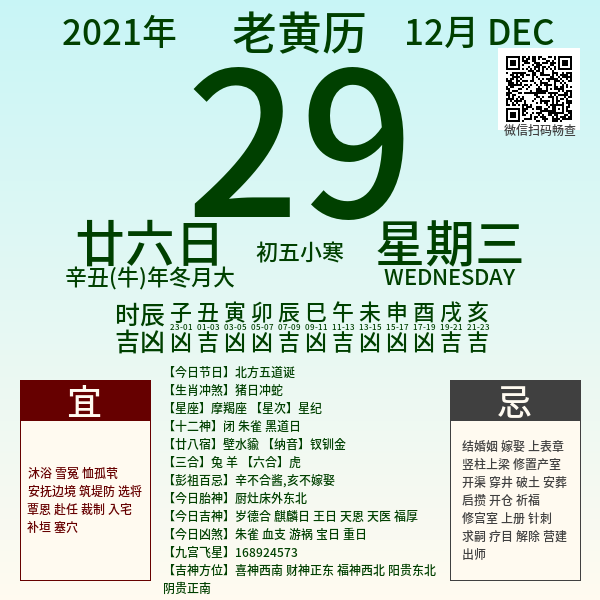 2021年 老黄历 12月 DEC
29
微信扫码畅查
廿六日 初五小寒 星期三
辛丑(牛)年冬月大 WEDNESDAY
时辰 子 丑 寅 卯 辰 巳 午 未 申 酉 戌 亥
23-01 01-03 03-05 05-07 07-09 09-11 11-13 13-15 15-17 17-19 19-21 21-23
吉凶 凶 吉 凶 凶 吉 凶 吉 凶 凶 凶 吉 吉
宜
沐浴 雪冤 恤孤茕
安抚边境 筑堤防 选将
覃恩 赴任 裁制 入宅
补垣 塞穴
【今日节日】北方五道诞
【生肖冲煞】猪日冲蛇
【星座】摩羯座 【星次】星纪
【十二神】闭 朱雀 黑道日
【廿八宿】壁水貐 【纳音】钗钏金
【三合】兔 羊 【六合】虎
【彭祖百忌】辛不合酱,亥不嫁娶
【今日胎神】厨灶床外东北
【今日吉神】岁德合 麒麟日 王日 天恩 天医 福厚
【今日凶煞】朱雀 血支 游祸 宝日 重日
【九宫飞星】168924573
【吉神方位】喜神西南 财神正东 福神西北 阳贵东北
阴贵正南
忌
结婚姻 嫁娶 上表章
竖柱上梁 修置产室
开渠 穿井 破土 安葬
启攒 开仓 祈福
修宫室 上册 针刺
求嗣 疗目 解除 营建
出师